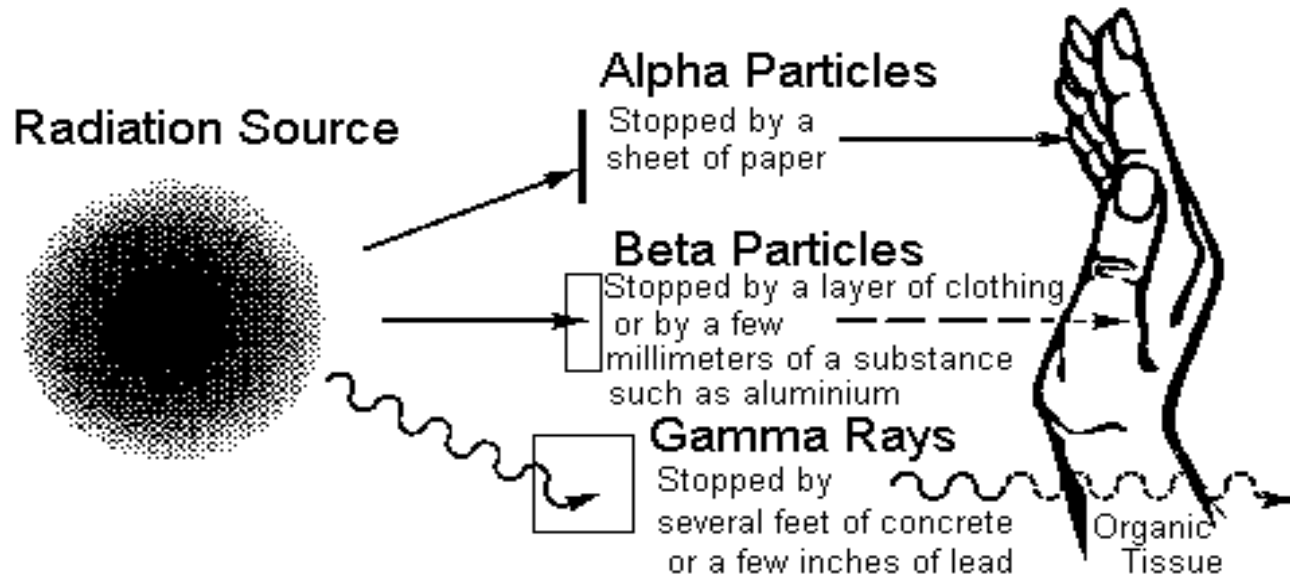 Radiation Source
Alpha Particles
Stopped by a
sheet of paper
Beta Particles
Stopped by a layer of clothing
or by a few
millimeters of a substance
such as aluminium
Gamma Rays
Stopped by
several feet of concrete
or a few inches of lead
Organic
Tissue